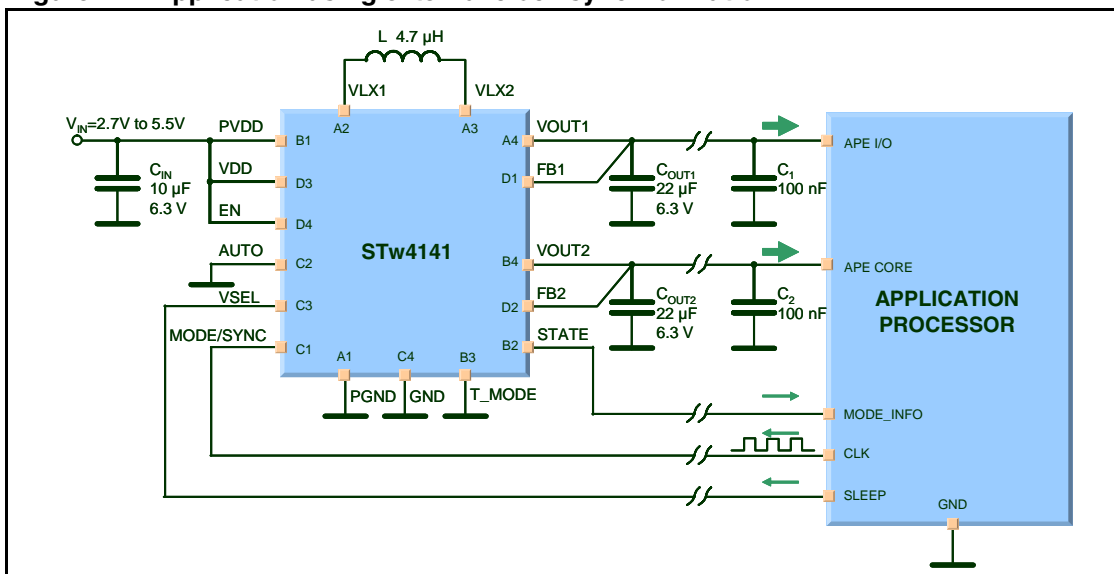 L 4.7 µH
VLX1
VLX2
A2
A3
VIN=2.7V to 5.5V
PVDD
B1
VDD
D3
EN
D4
AUTO
C2
VSEL
C3
MODE/SYNC
C1
CIN
10 µF
6.3 V
STw4141
A4
VOUT1
D1
FB1
B4
VOUT2
D2
FB2
B2
STATE
A1
C4
B3
PGND
GND
T_MODE
COUT1
22 µF
6.3 V
C1
100 nF
COUT2
22 µF
6.3 V
C2
100 nF
APE I/O
APE CORE
APPLICATION
PROCESSOR
MODE_INFO
CLK
SLEEP
GND